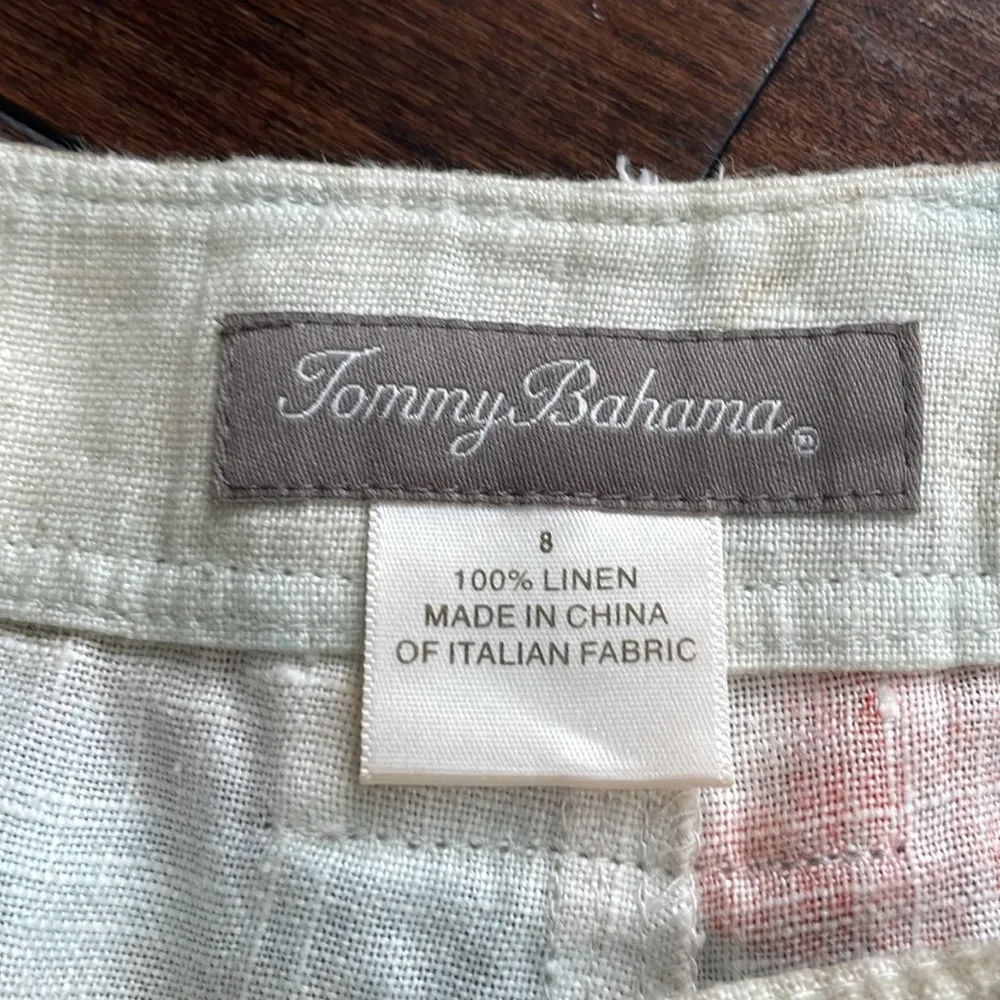 Tommy Bahama®
8
100% LINEN
MADE IN CHINA
OF ITALIAN FABRIC